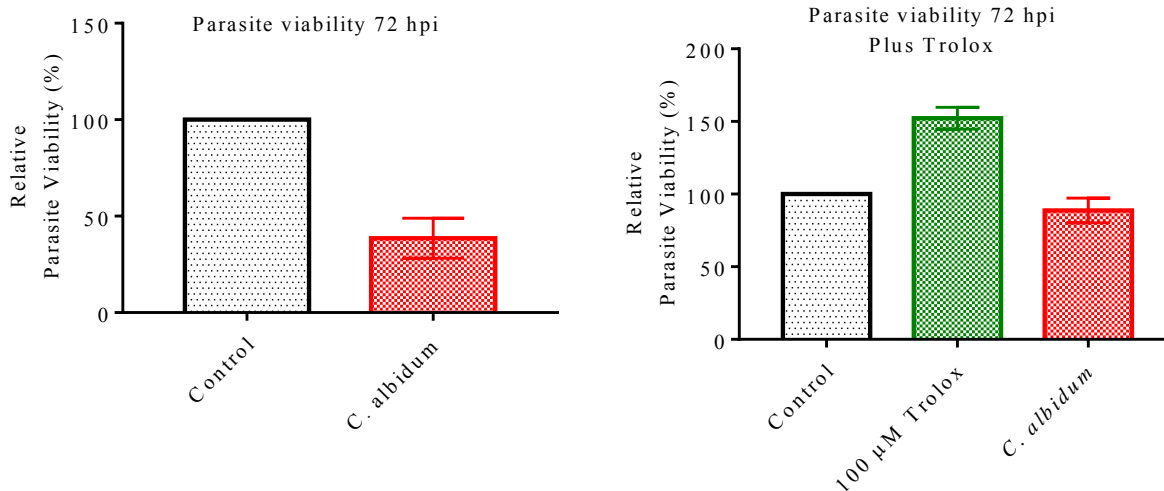 Parasite viability 72 hpi
Relative
Parasite Viability (%)
150
100
50
0
Control
C. albidum
Parasite viability 72 hpi
Plus Trolox
Relative
Parasite Viability (%)
200
150
100
50
0
Control
100 µM Trolox
C. albidum